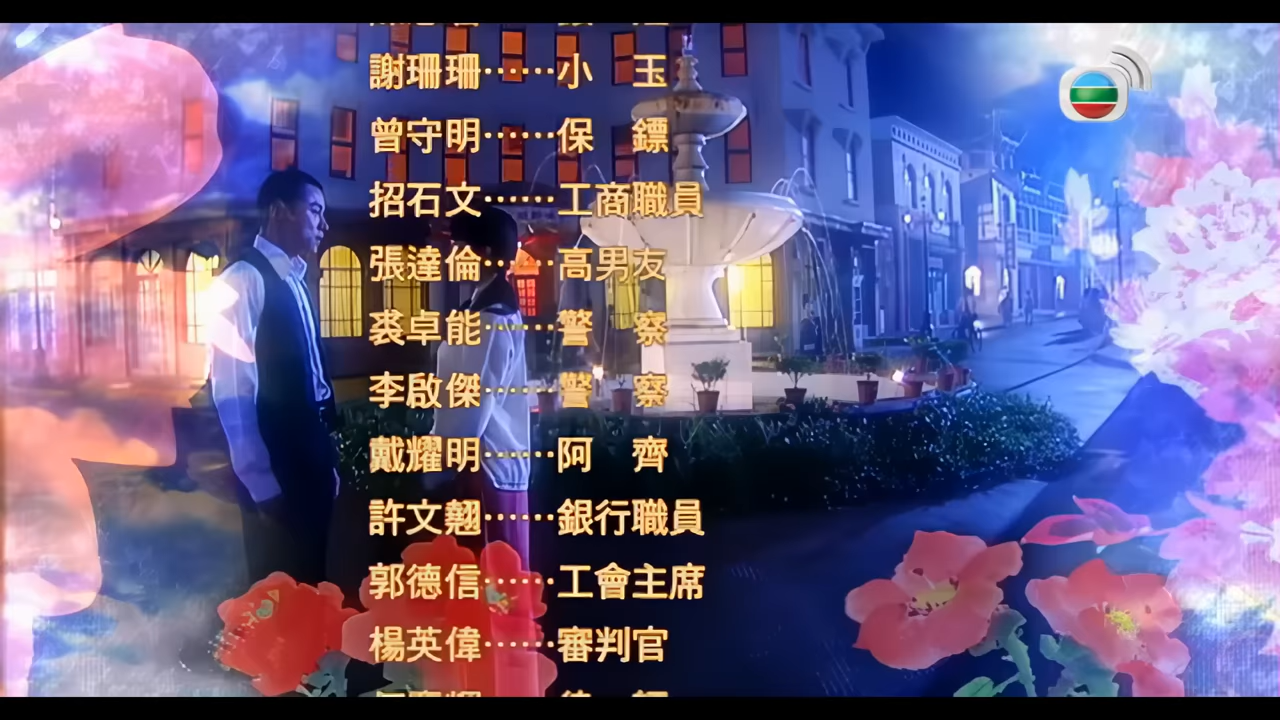 謝珊珊……小　玉
曾守明……保　鏢
招石文……工商職員
張達倫……高男友
裘卓能……警　察
李啟傑……警　察
戴耀明……阿　齊
許文翹……銀行職員
郭德信……工會主席
楊英偉……審判官